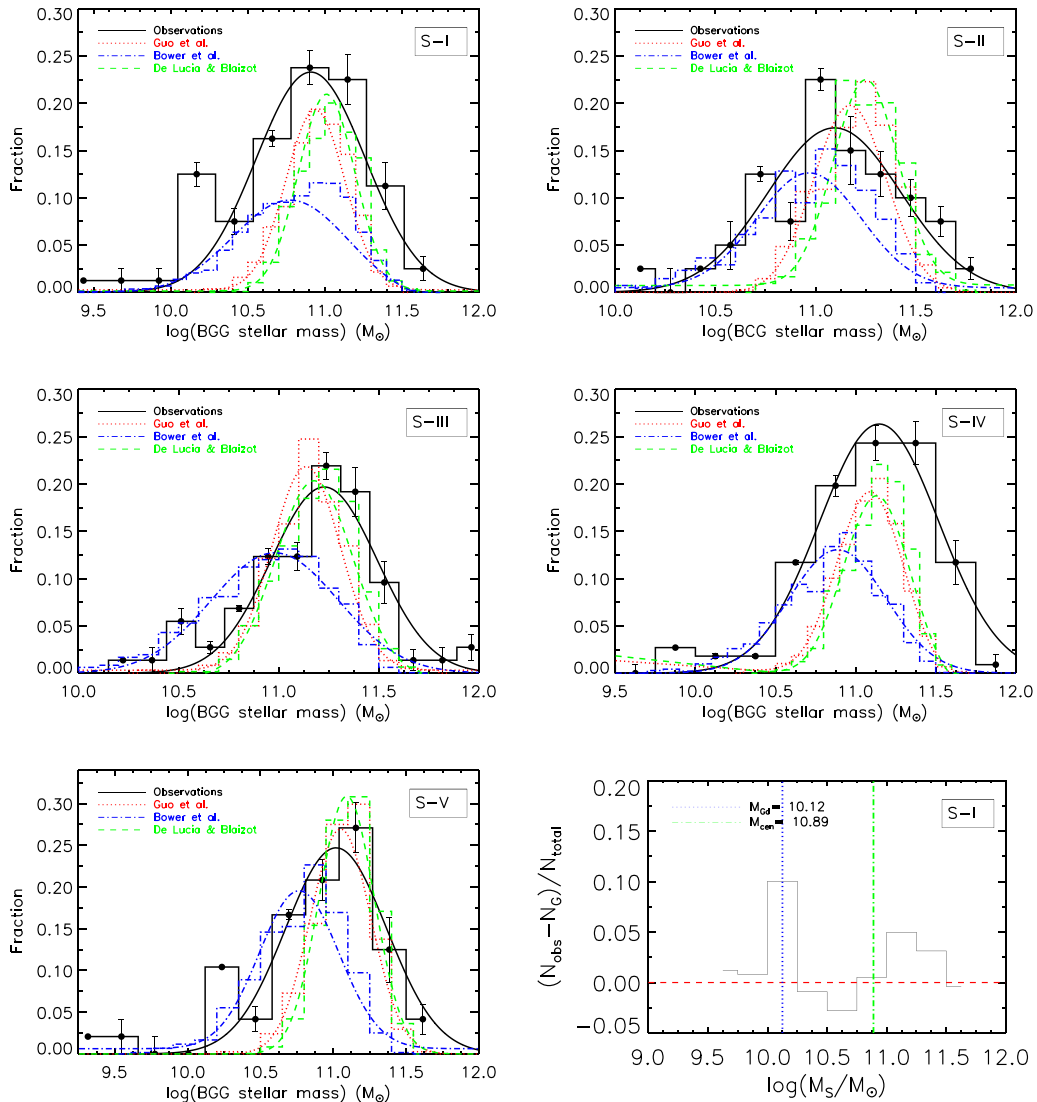 Observations
Guo et al.
Bower et al.
De Lucia & Blaizot
S-I
Fraction
0.30
0.25
0.20
0.15
0.10
0.05
0.00
9.5 10.0 10.5 11.0 11.5 12.0
log(BGG stellar mass) (M⊙)
Observations
Guo et al.
Bower et al.
De Lucia & Blaizot
S-II
Fraction
0.30
0.25
0.20
0.15
0.10
0.05
0.00
10.0 10.5 11.0 11.5 12.0
log(BCG stellar mass) (M⊙)
Observations
Guo et al.
Bower et al.
De Lucia & Blaizot
S-III
Fraction
0.30
0.25
0.20
0.15
0.10
0.05
0.00
10.0 10.5 11.0 11.5 12.0
log(BGG stellar mass) (M⊙)
Observations
Guo et al.
Bower et al.
De Lucia & Blaizot
S-IV
Fraction
0.30
0.25
0.20
0.15
0.10
0.05
0.00
9.5 10.0 10.5 11.0 11.5 12.0
log(BGG stellar mass) (M⊙)
Observations
Guo et al.
Bower et al.
De Lucia & Blaizot
S-V
Fraction
0.30
0.25
0.20
0.15
0.10
0.05
0.00
9.5 10.0 10.5 11.0 11.5 12.0
log(BGG stellar mass) (M⊙)
M_Gd = 10.12
M_cen = 10.89
S-I
(N_obs−N_G)/N_total
0.20
0.15
0.10
0.05
0.00
−0.05
9.0 9.5 10.0 10.5 11.0 11.5 12.0
log(M_S/M⊙)